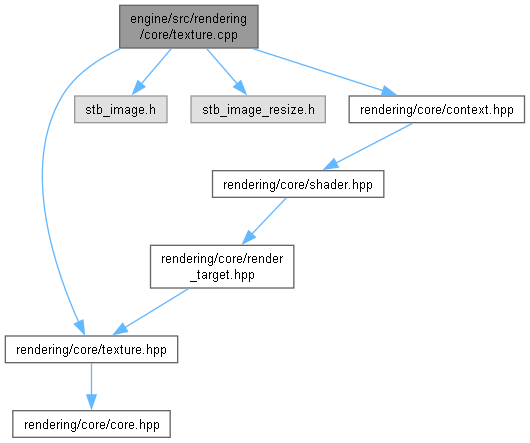 engine/src/rendering
/core/texture.cpp
stb_image.h
stb_image_resize.h
rendering/core/context.hpp
rendering/core/shader.hpp
rendering/core/render
_target.hpp
rendering/core/texture.hpp
rendering/core/core.hpp